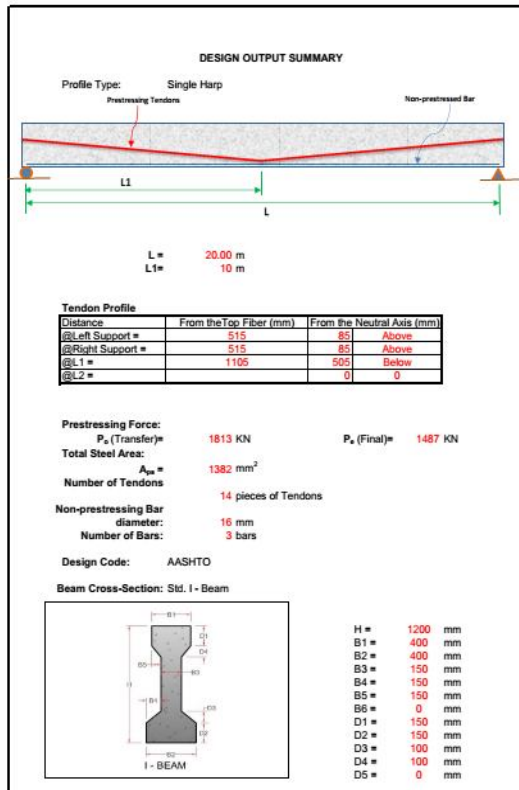 DESIGN OUTPUT SUMMARY
Profile Type: Single Harp
Prestressing Tendons
Non-prestressed Bar
L1
L
L = 20.00 m
L1= 10 m
Tendon Profile
Distance From theTop Fiber (mm) From the Neutral Axis (mm)
@Left Support = 515 85 Above
@Right Support = 515 85 Above
@L1 = 1105 505 Below
@L2 = 0 0
Prestressing Force:
Po (Transfer)= 1813 KN Pe (Final)= 1487 KN
Total Steel Area:
Aps = 1382 mm2
Number of Tendons
14 pieces of Tendons
Non-prestressing Bar
diameter: 16 mm
Number of Bars: 3 bars
Design Code: AASHTO
Beam Cross-Section: Std. I - Beam
B1
D1
D4
B5
B3
H
B1
D3
D2
B2
I - BEAM
H = 1200 mm
B1 = 400 mm
B2 = 400 mm
B3 = 150 mm
B4 = 150 mm
B5 = 150 mm
B6 = 0 mm
D1 = 150 mm
D2 = 150 mm
D3 = 100 mm
D4 = 100 mm
D5 = 0 mm